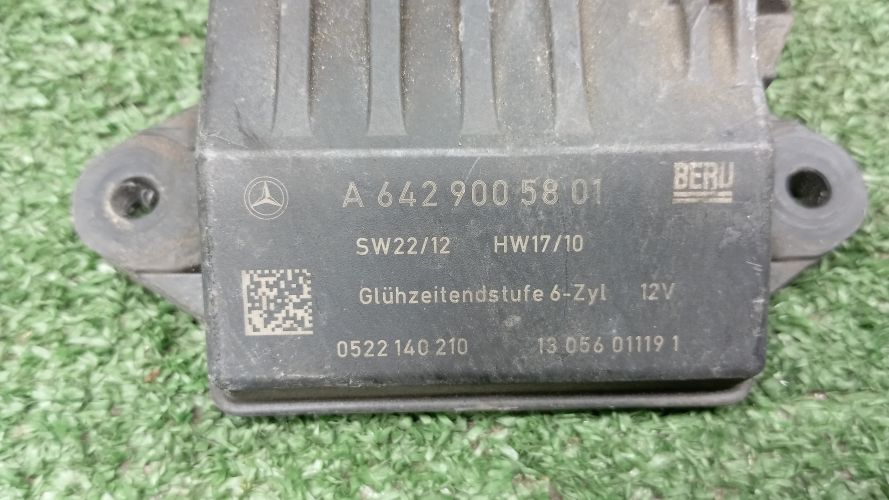 A 642 900 58 01 BERU
SW22/12 HW17/10
Glühzeitendstufe 6-Zyl 12V
0522 140 210 13 056 01119 1